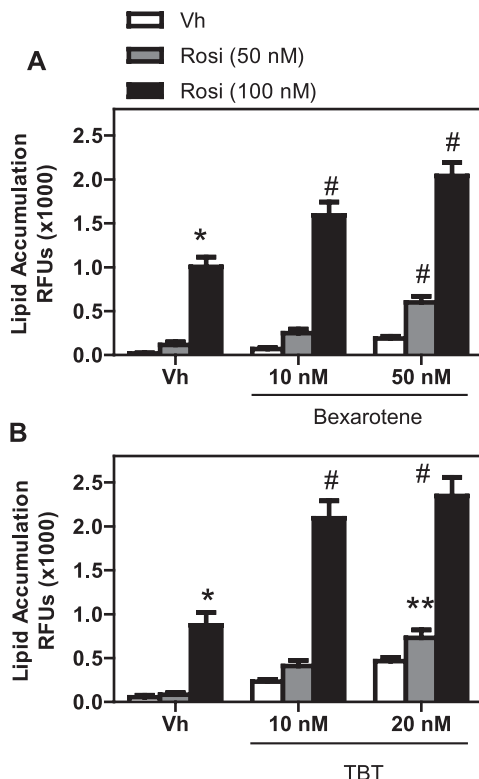 Vh
Rosi (50 nM)
Rosi (100 nM)
A
Lipid Accumulation
RFUs (x1000)
2.5
2.0
1.5
1.0
0.5
0.0
*
#
#
#
Vh
10 nM
50 nM
Bexarotene
B
Lipid Accumulation
RFUs (x1000)
2.5
2.0
1.5
1.0
0.5
0.0
*
#
#
**
Vh
10 nM
20 nM
TBT